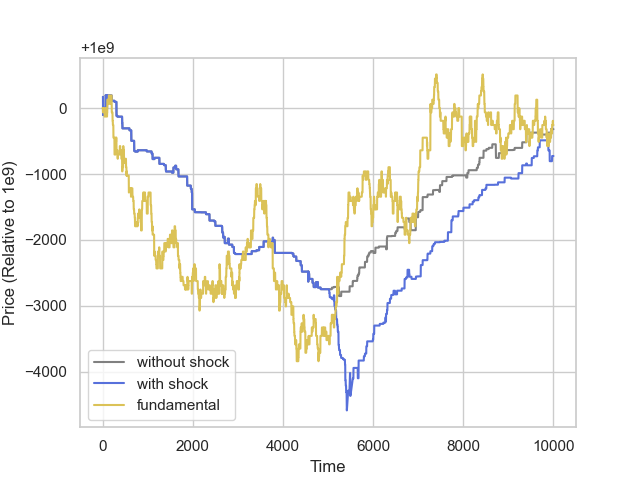 +1e9
0
−1000
−2000
−3000
−4000
Price (Relative to 1e9)
without shock
with shock
fundamental
0
2000
4000
6000
8000
10000
Time